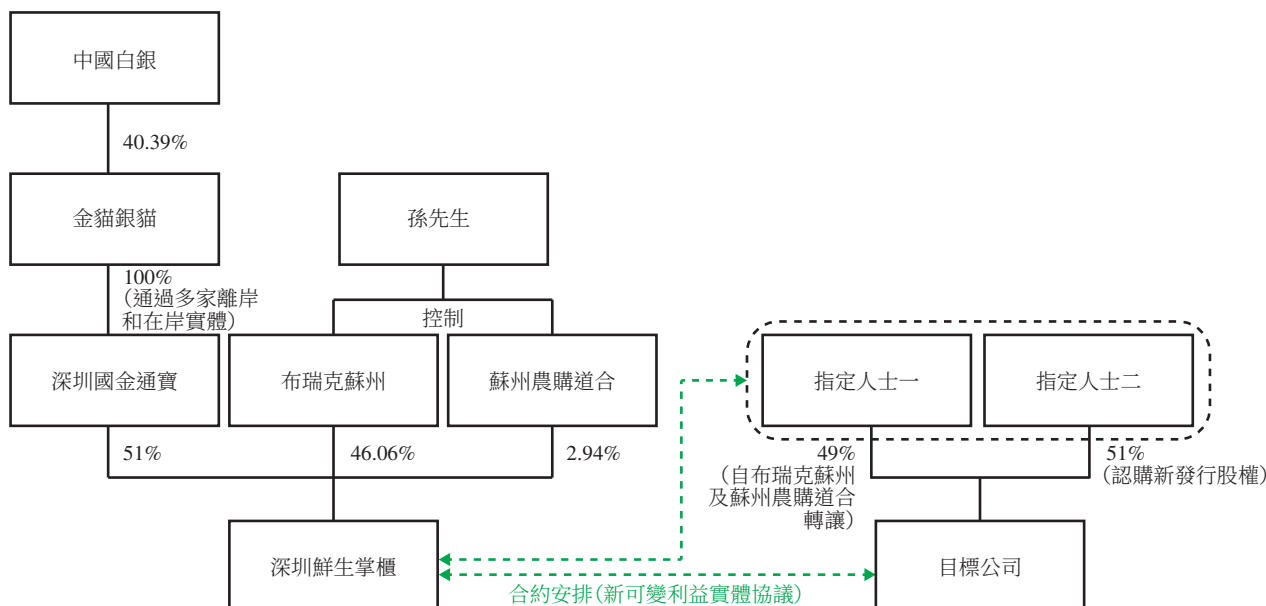 中國白銀
40.39%
金貓銀貓
孫先生
100%
（通過多家離岸
和在岸實體）
控制
深圳國金通寶
布瑞克蘇州
蘇州農購道合
指定人士一
指定人士二
51%
46.06%
2.94%
49%
（自布瑞克蘇州
及蘇州農購道合
轉讓）
51%
（認購新發行股權）
深圳鮮生掌櫃
目標公司
合約安排（新可變利益實體協議）